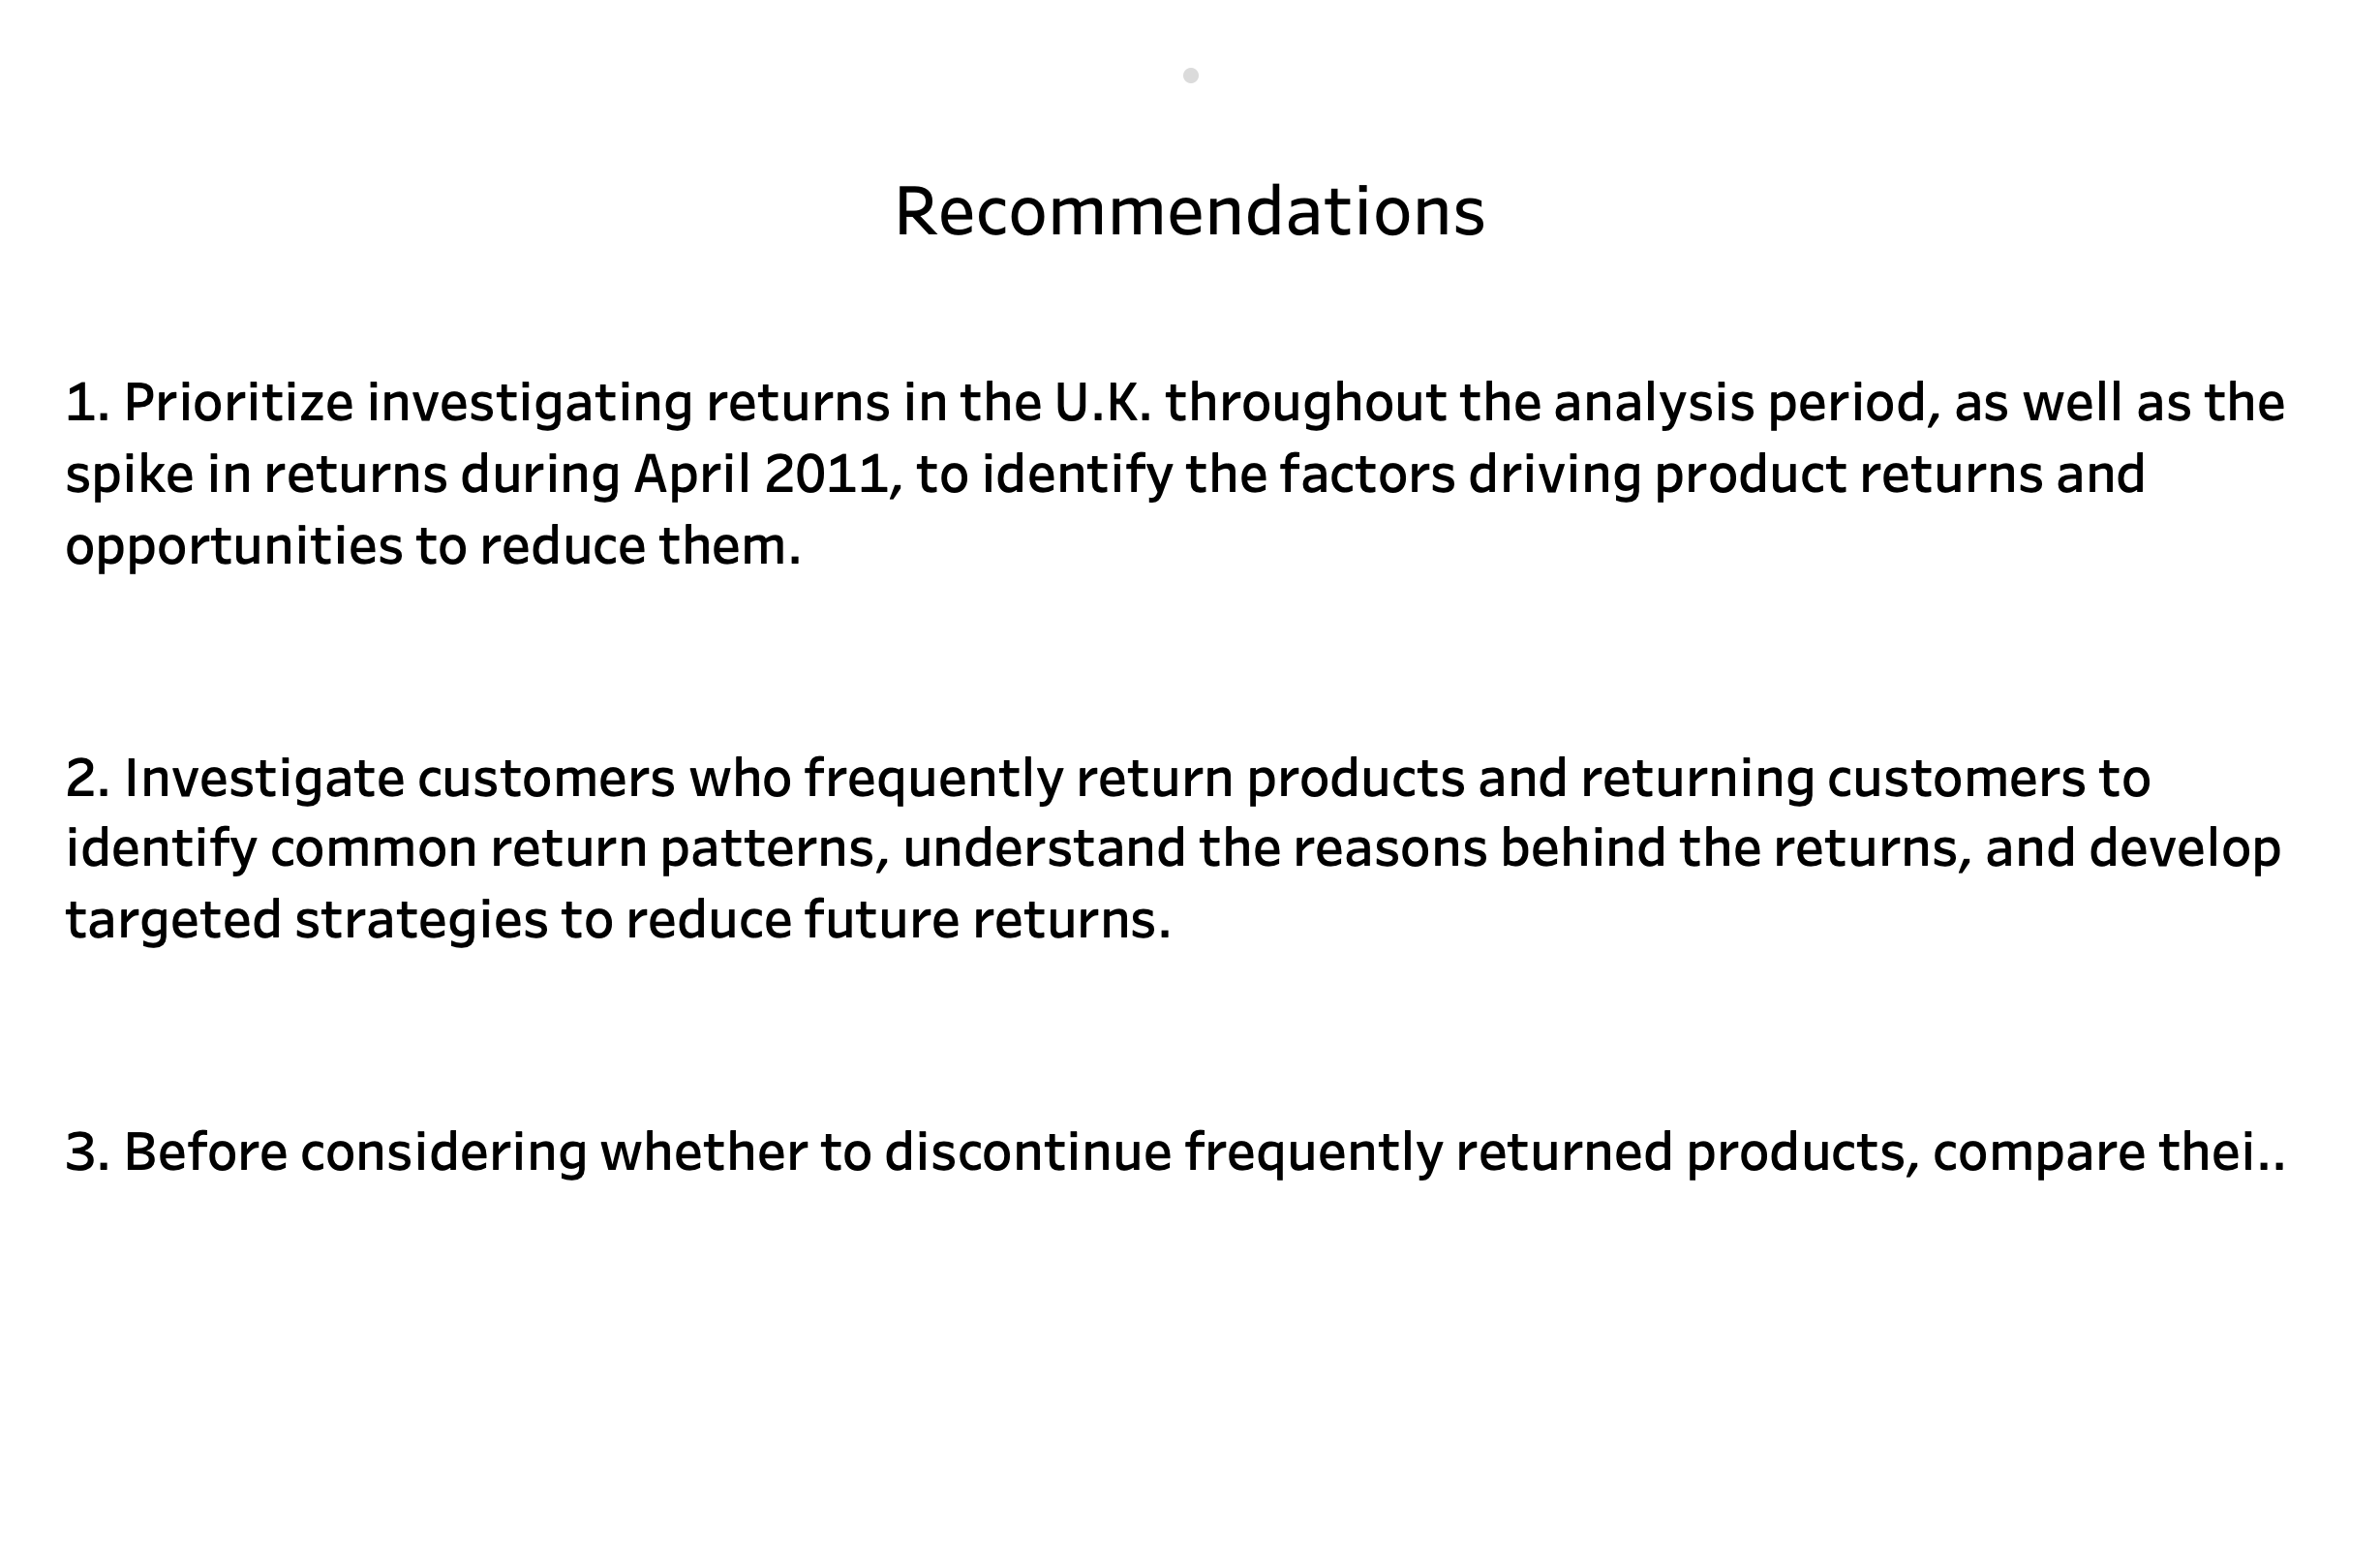 Recommendations
1. Prioritize investigating returns in the U.K. throughout the analysis period, as well as the
spike in returns during April 2011, to identify the factors driving product returns and
opportunities to reduce them.
2. Investigate customers who frequently return products and returning customers to
identify common return patterns, understand the reasons behind the returns, and develop
targeted strategies to reduce future returns.
3. Before considering whether to discontinue frequently returned products, compare thei..